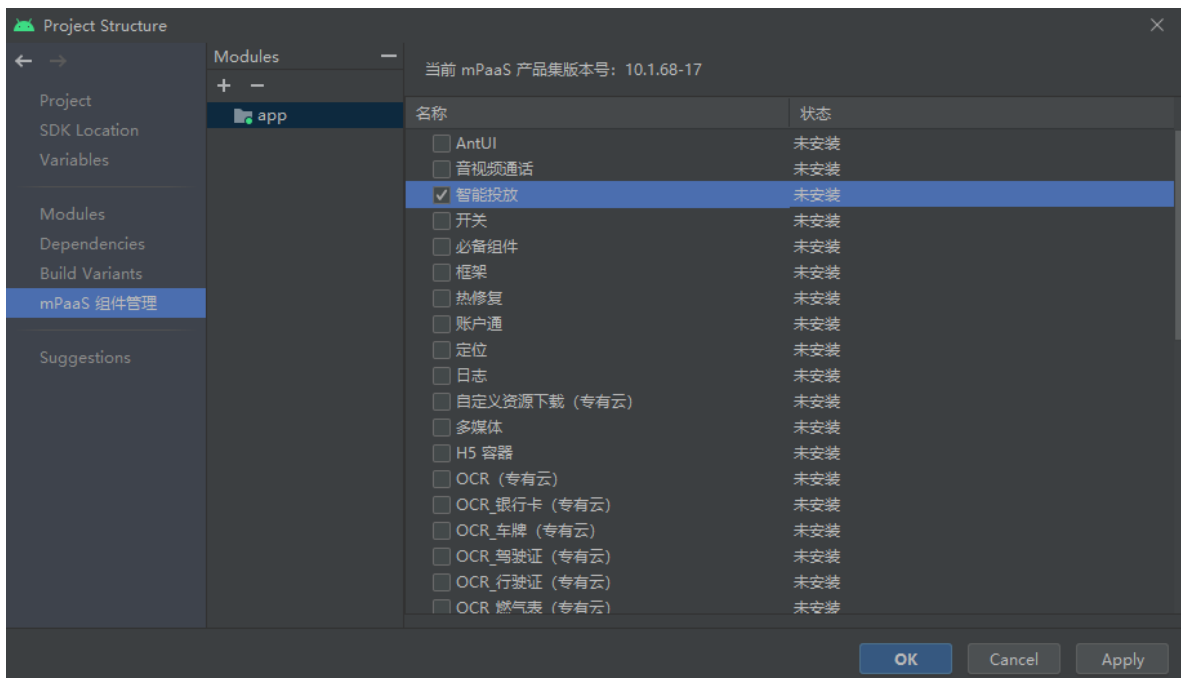 Project Structure
Modules
当前 mPaaS 产品集版本号：10.1.68-17
Project
SDK Location
Variables
Modules
Dependencies
Build Variants
mPaaS 组件管理
Suggestions
app
名称 状态
AntUI 未安装
音视频通话 未安装
智能投放 未安装
开关 未安装
必备组件 未安装
框架 未安装
热修复 未安装
账户通 未安装
定位 未安装
日志 未安装
自定义资源下载（专有云） 未安装
多媒体 未安装
H5 容器 未安装
OCR（专有云） 未安装
OCR_银行卡（专有云） 未安装
OCR_车牌（专有云） 未安装
OCR_驾驶证（专有云） 未安装
OCR_行驶证（专有云） 未安装
OCR_燃气表（专有云） 未安装
OK Cancel Apply